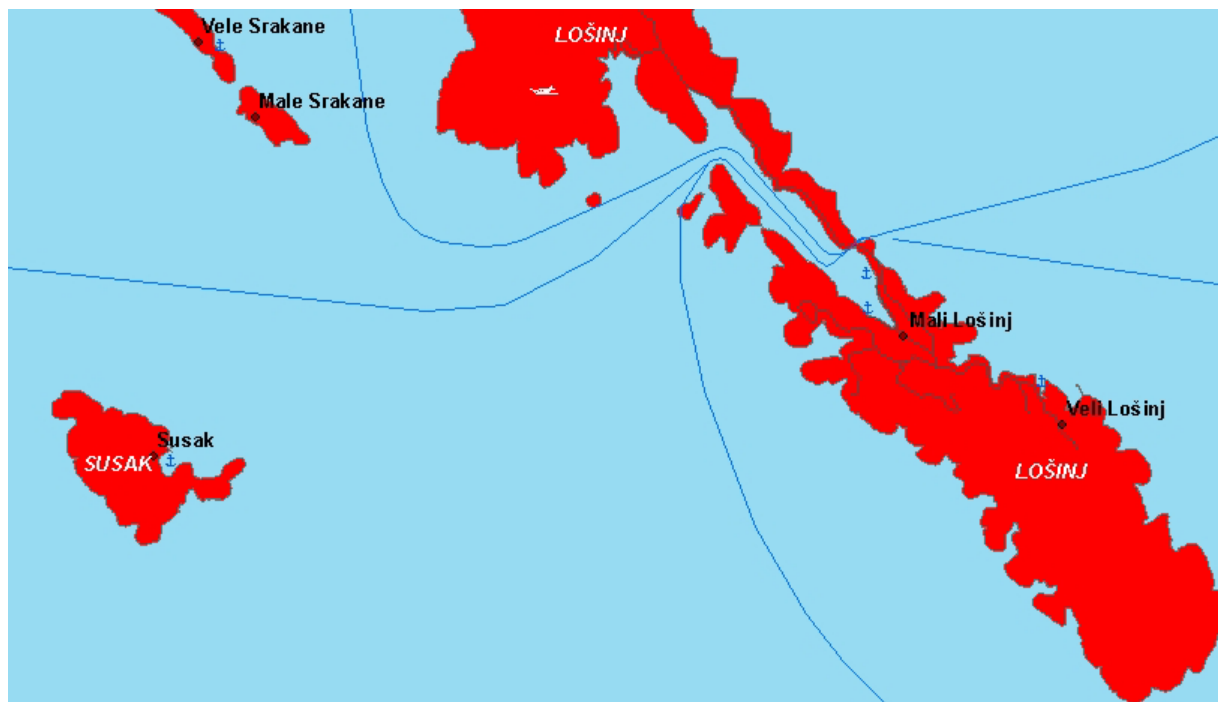 Vele Srakane
LOŠINJ
Male Srakane
Mali Lošinj
Veli Lošinj
Susak
SUSAK
LOŠINJ